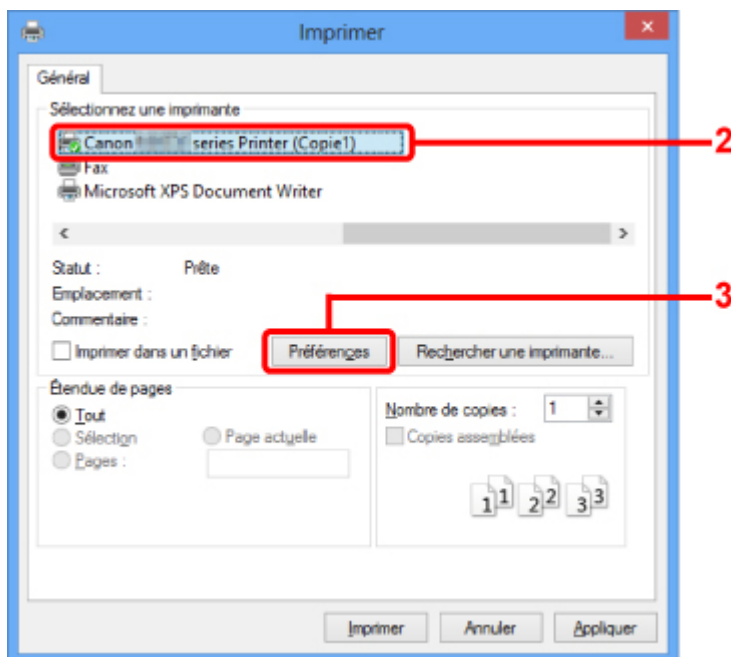 Imprimer
Général
Sélectionnez une imprimante
Canon series Printer (Copie1)
2
Fax
Microsoft XPS Document Writer
Statut : Prête
Emplacement :
3
Commentaire :
Imprimer dans un fichier Préférences Rechercher une imprimante...
Étendue de pages
Tout
Sélection Page actuelle
Pages :
Nombre de copies : 1
Copies assemblées
1 1 2 2 3 3
Imprimer Annuler Appliquer